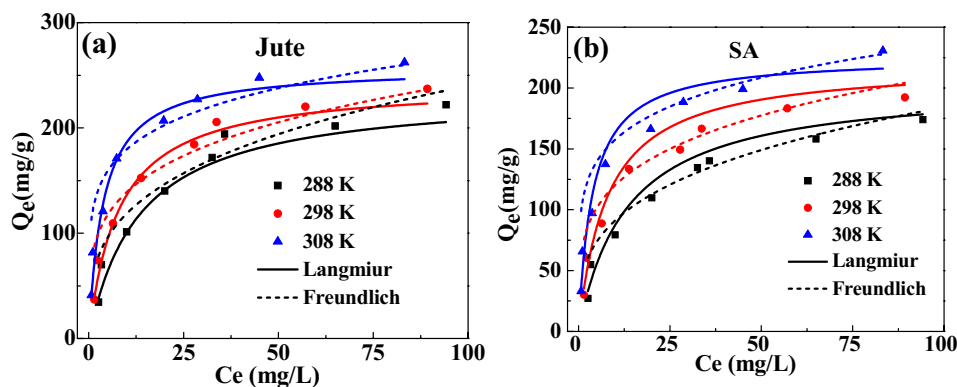 (a)
Jute
300
200
100
0
Qe(mg/g)
288 K
298 K
308 K
Langmiur
Freundlich
0 25 50 75 100
Ce (mg/L)
(b)
SA
250
200
150
100
50
0
Qe(mg/g)
288 K
298 K
308 K
Langmiur
Freundlich
0 25 50 75 100
Ce (mg/L)